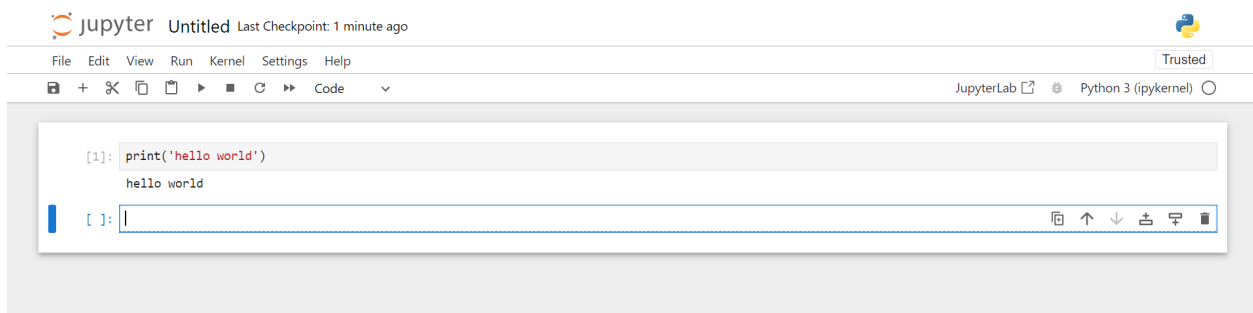 jupyter Untitled Last Checkpoint: 1 minute ago
File Edit View Run Kernel Settings Help Trusted
Code JupyterLab Python 3 (ipykernel)
[1]: print('hello world')
hello world
[ ]: